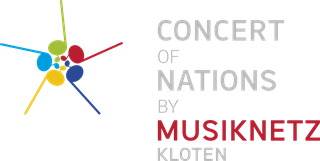 CONCERT
OF
NATIONS
BY
MUSIKNETZ
KLOTEN